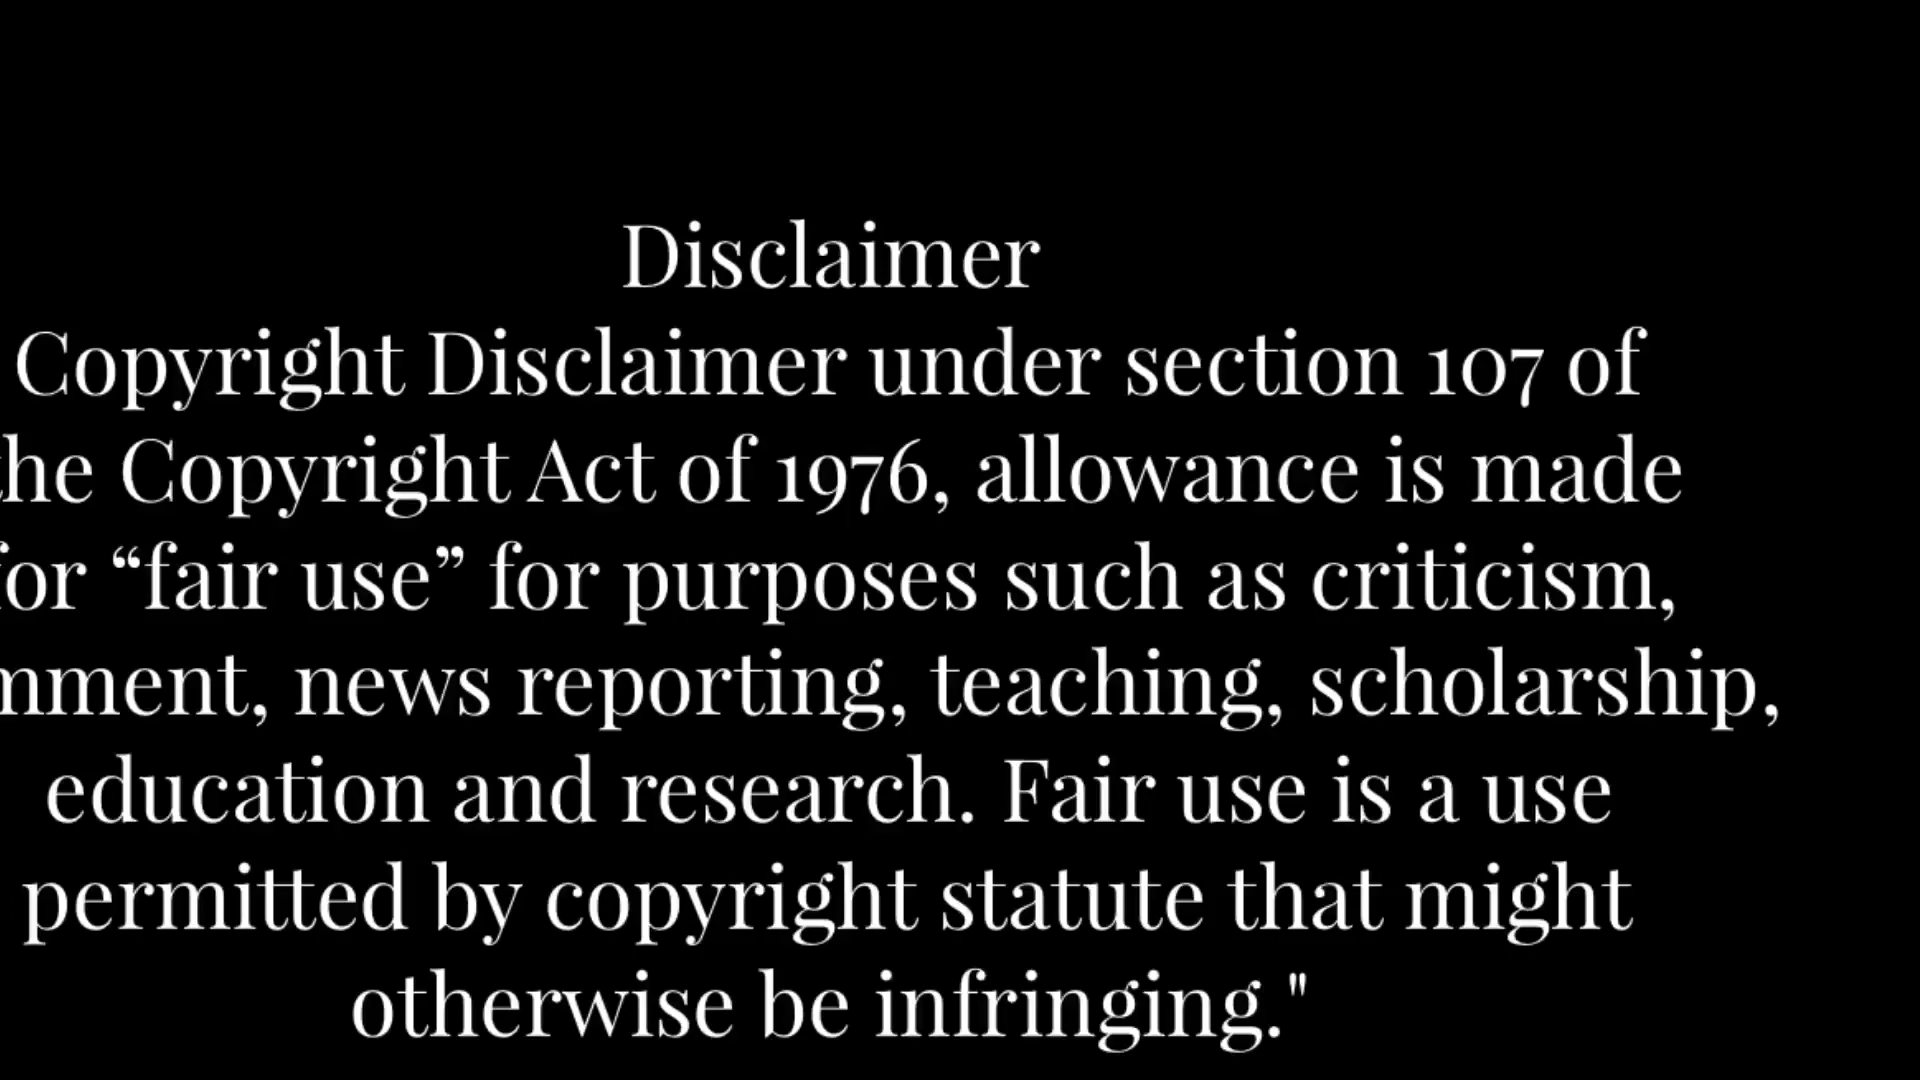 Disclaimer
Copyright Disclaimer under section 107 of
the Copyright Act of 1976, allowance is made
for “fair use” for purposes such as criticism,
mment, news reporting, teaching, scholarship,
education and research. Fair use is a use
permitted by copyright statute that might
otherwise be infringing."